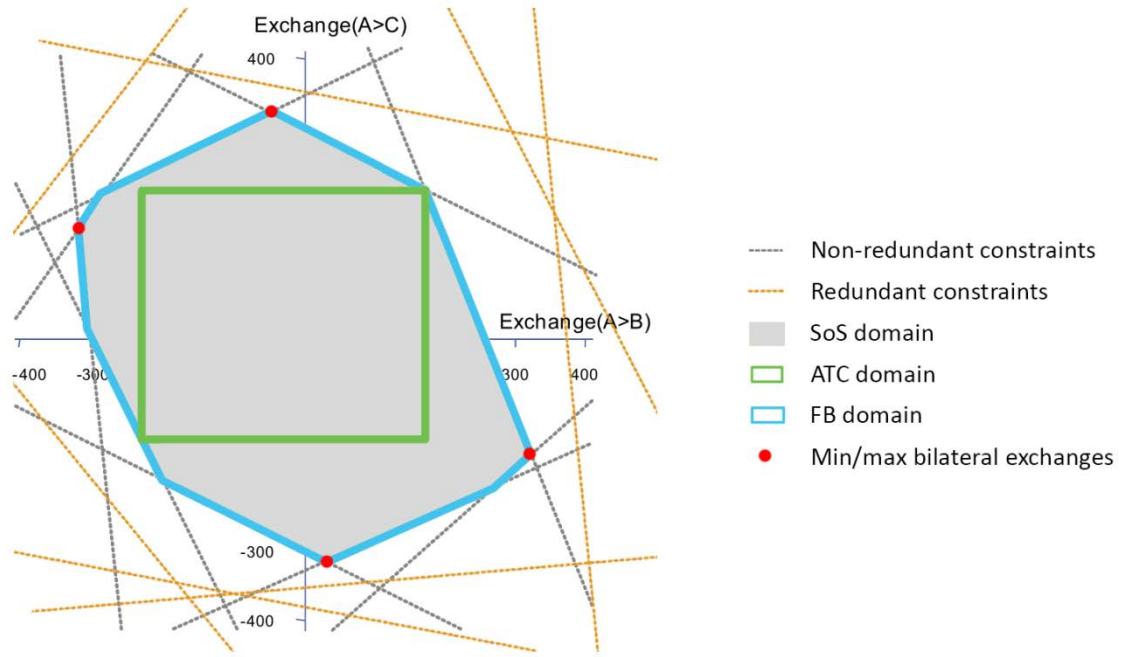 Exchange(A>C)
400
Exchange(A>B)
-400
-300
300
400
-300
-400
Non-redundant constraints
Redundant constraints
SoS domain
ATC domain
FB domain
Min/max bilateral exchanges